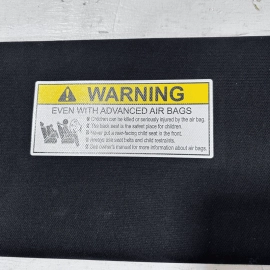 WARNING
EVEN WITH ADVANCED AIR BAGS
Children can be killed or seriously injured by the air bag.
The back seat is the safest place for children.
Never put a rear-facing child seat in the front.
Always use seat belts and child restraints.
See owner's manual for more information about air bags.